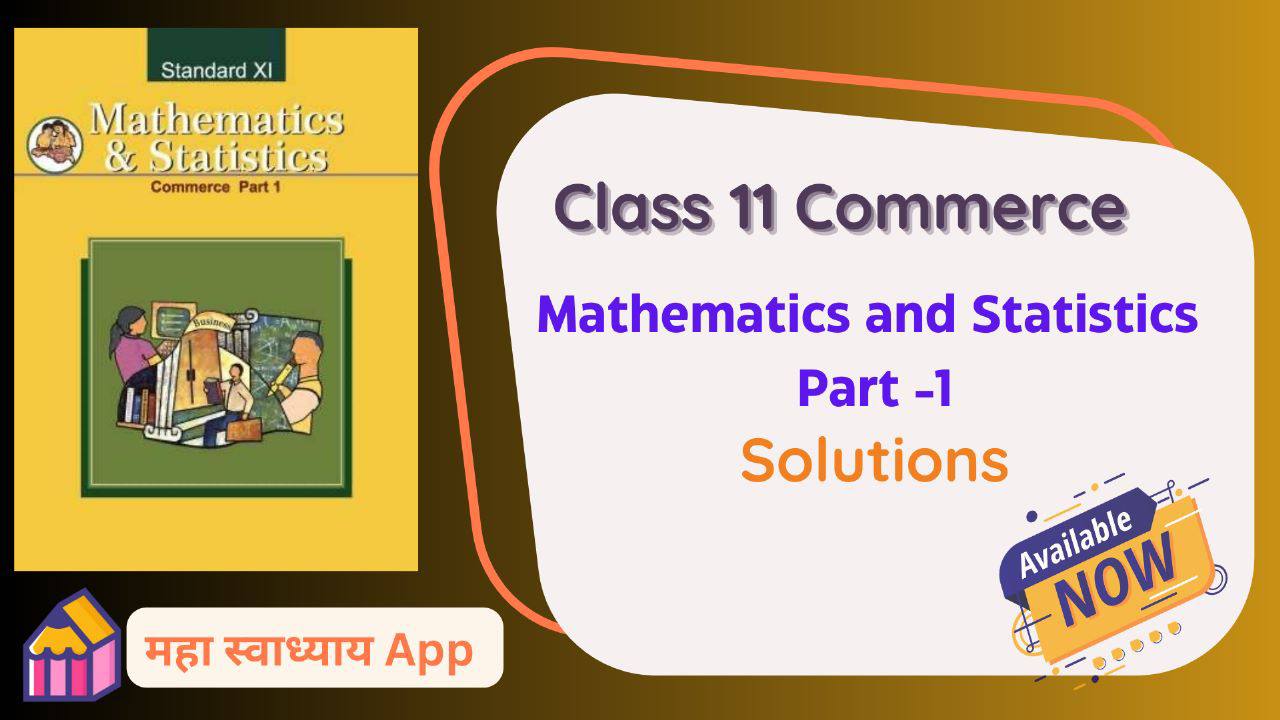 Standard XI
Mathematics
& Statistics
Commerce Part 1
Business
Class 11 Commerce
Mathematics and Statistics
Part -1
Solutions
Available
NOW
महा स्वाध्याय App